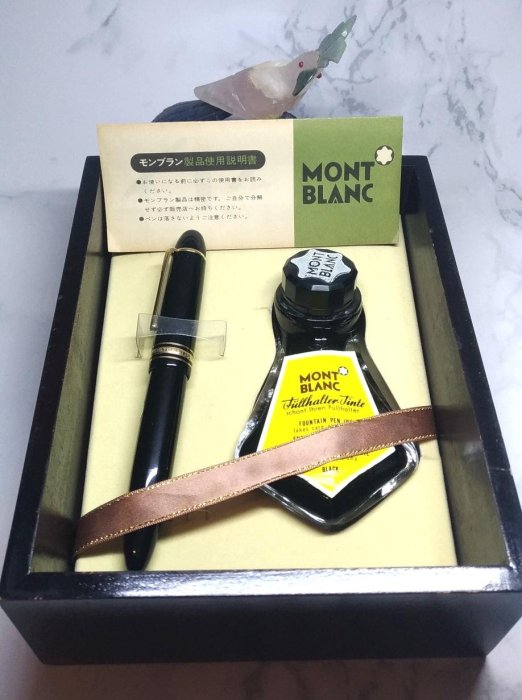 モンブラン製品使用説明書
●お使いになる前に必ずこの使用書をお読み
ください。
●モンブラン製品は精密です。ご自分で分解
せず必ず販売店へお持ちください。
●ペンは落さないようご注意ください。
MONT
BLANC
MONT
BLANC
MONT
BLANC
Füllhalter-Tinte
schont Ihren Füllhalter
FOUNTAIN PEN INK
takes care
BLACK